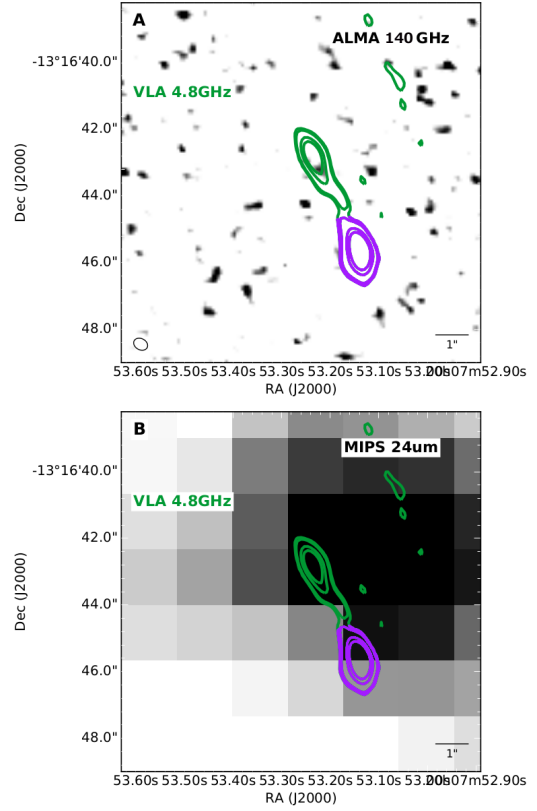 A
ALMA 140 GHz
-13°16'40.0"
VLA 4.8GHz
42.0"
44.0"
46.0"
48.0"
Dec (J2000)
1"
53.60s 53.50s 53.40s 53.30s 53.20s 53.10s 53.00s 20h07m52.90s
RA (J2000)
B
MIPS 24um
-13°16'40.0"
VLA 4.8GHz
42.0"
44.0"
46.0"
48.0"
Dec (J2000)
1"
53.60s 53.50s 53.40s 53.30s 53.20s 53.10s 53.00s 20h07m52.90s
RA (J2000)